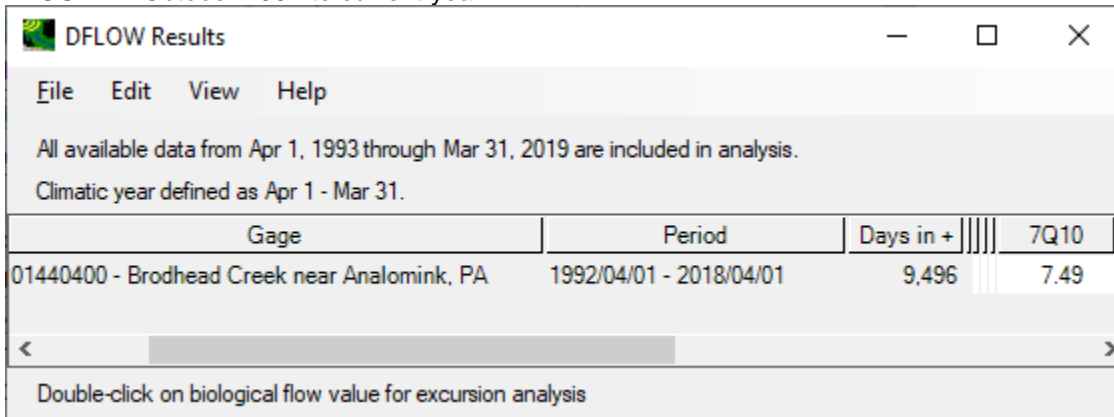 DFLOW Results
File Edit View Help
All available data from Apr 1, 1993 through Mar 31, 2019 are included in analysis.
Climatic year defined as Apr 1 - Mar 31.
Gage Period Days in + 7Q10
01440400 - Brodhead Creek near Analomink, PA 1992/04/01 - 2018/04/01 9,496 7.49
Double-click on biological flow value for excursion analysis